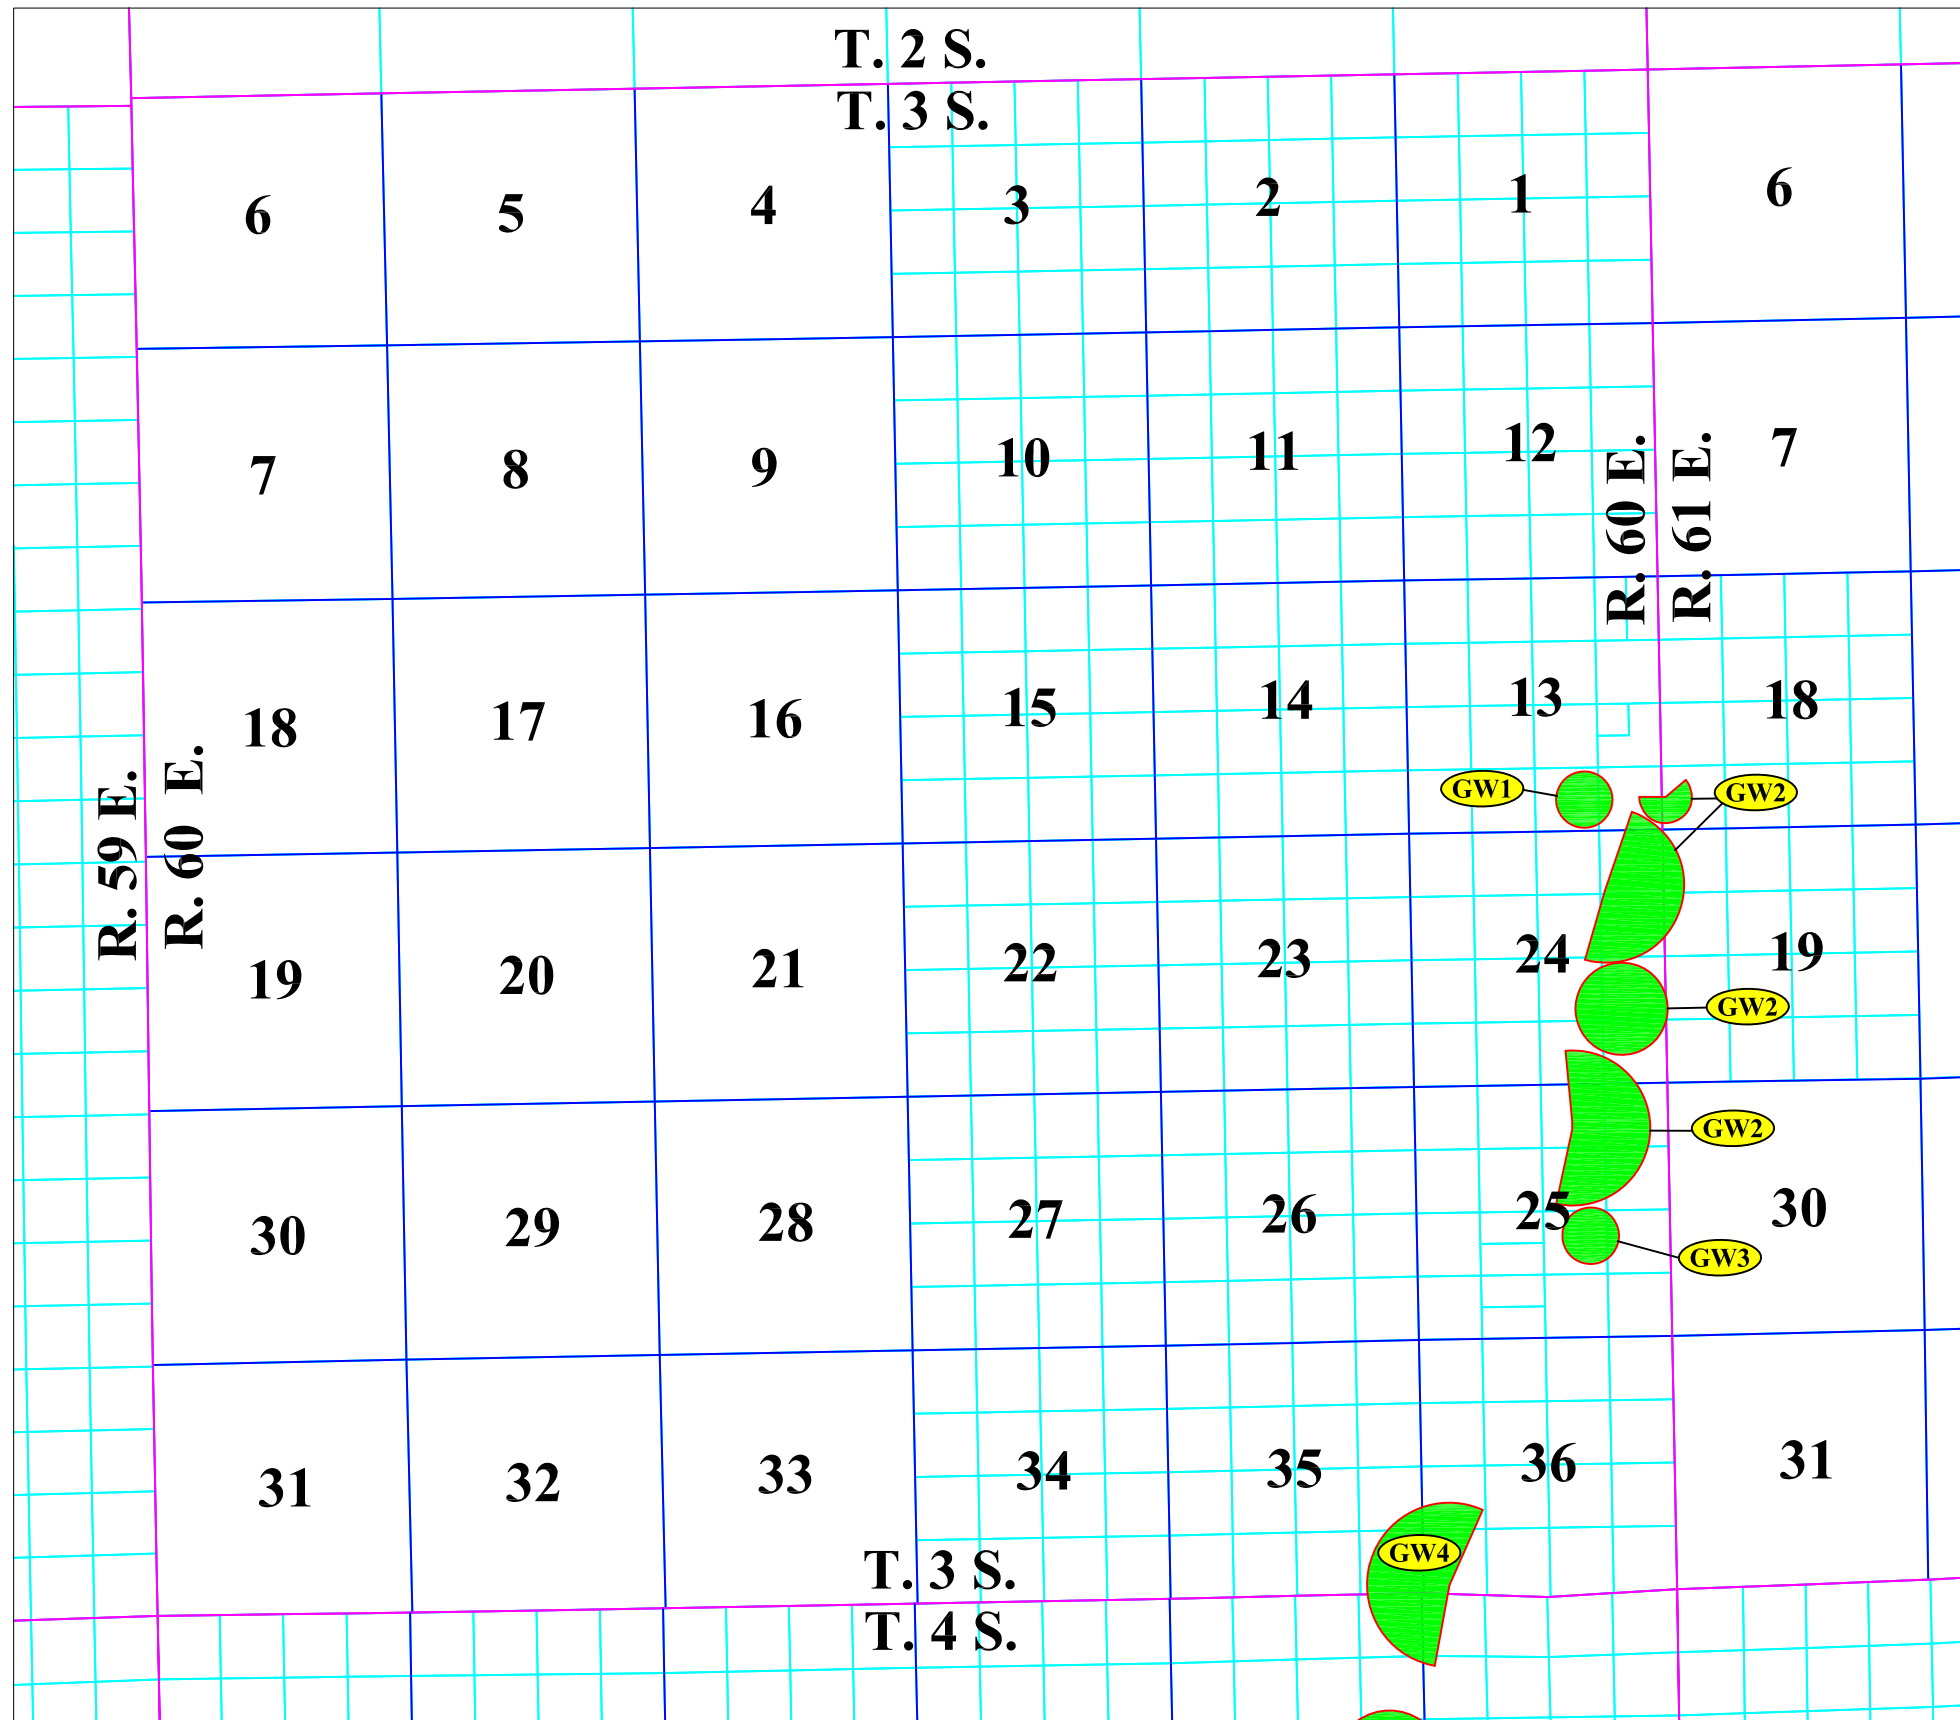 T. 2 S.
T. 3 S.
6 5 4 3 2 1 6
7 8 9 10 11 12 7
R. 60 E.
R. 61 E.
18 17 16 15 14 13 18
R. 59 E.
R. 60 E.
GW1 GW2
19 20 21 22 23 24 19
GW2
GW2
30 29 28 27 26 25 30
GW3
31 32 33 34 35 36 31
GW4
T. 3 S.
T. 4 S.